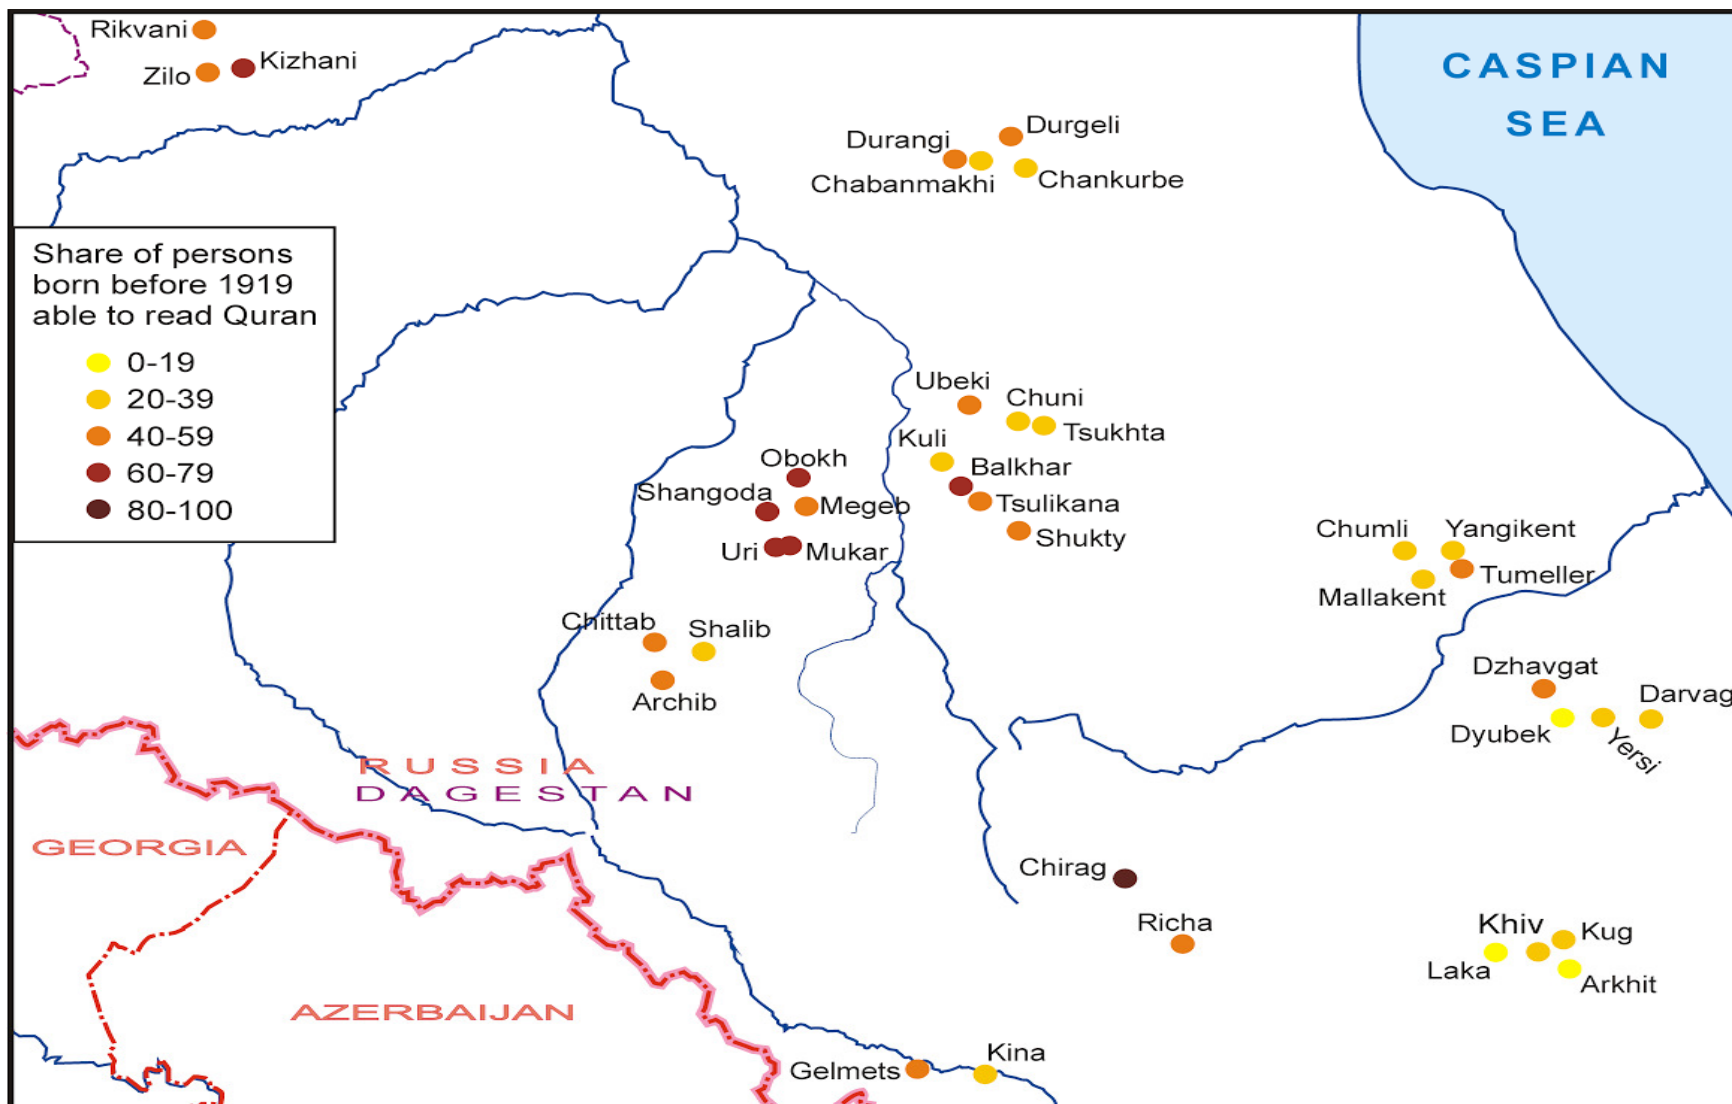 Rikvani
Kizhani
Zilo
CASPIAN
SEA
Durgeli
Durangi
Chabanmakhi
Chankurbe
Share of persons
born before 1919
able to read Quran
0-19
20-39
40-59
60-79
80-100
Ubeki
Chuni
Tsukhta
Kuli
Balkhar
Obokh
Shangoda
Megeb
Tsulikana
Shukty
Uri
Mukar
Chumli
Yangikent
Tumeller
Mallakent
Chittab
Shalib
Archib
Dzhavgat
Darvag
Dyubek
Yersi
RUSSIA
DAGESTAN
GEORGIA
Chirag
Richa
Khiv
Kug
Laka
Arkhit
AZERBAIJAN
Gelmets
Kina